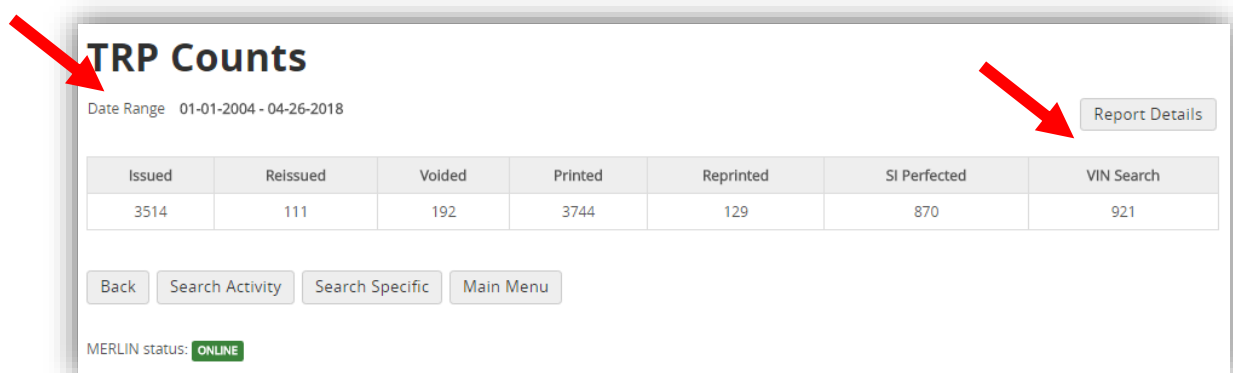 TRP Counts
Date Range 01-01-2004 - 04-26-2018
Report Details
Issued Reissued Voided Printed Reprinted SI Perfected VIN Search
3514 111 192 3744 129 870 921
Back Search Activity Search Specific Main Menu
MERLIN status: ONLINE